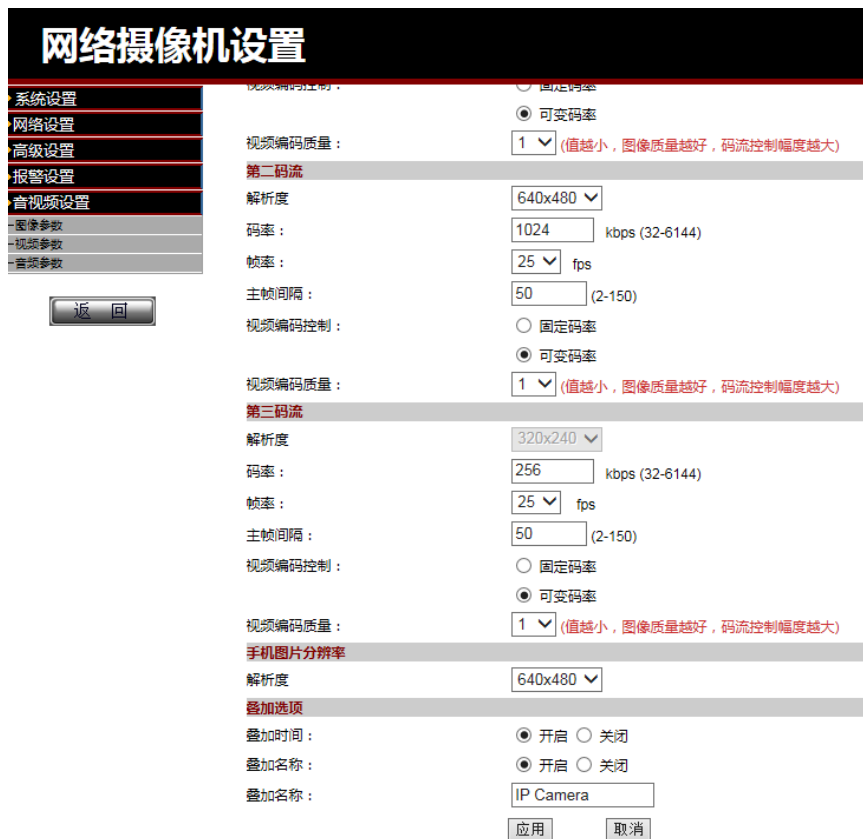 网络摄像机设置
系统设置
网络设置
高级设置
报警设置
音视频设置
图像参数
视频参数
音频参数
返 回
视频编码控制： 固定码率
可变码率
视频编码质量： 1 (值越小，图像质量越好，码流控制幅度越大)
第二码流
解析度 640x480
码率： 1024 kbps (32-6144)
帧率： 25 fps
主帧间隔： 50 (2-150)
视频编码控制： 固定码率
可变码率
视频编码质量： 1 (值越小，图像质量越好，码流控制幅度越大)
第三码流
解析度 320x240
码率： 256 kbps (32-6144)
帧率： 25 fps
主帧间隔： 50 (2-150)
视频编码控制： 固定码率
可变码率
视频编码质量： 1 (值越小，图像质量越好，码流控制幅度越大)
手机图片分辨率
解析度 640x480
叠加选项
叠加时间： 开启 关闭
叠加名称： 开启 关闭
叠加名称： IP Camera
应用 取消